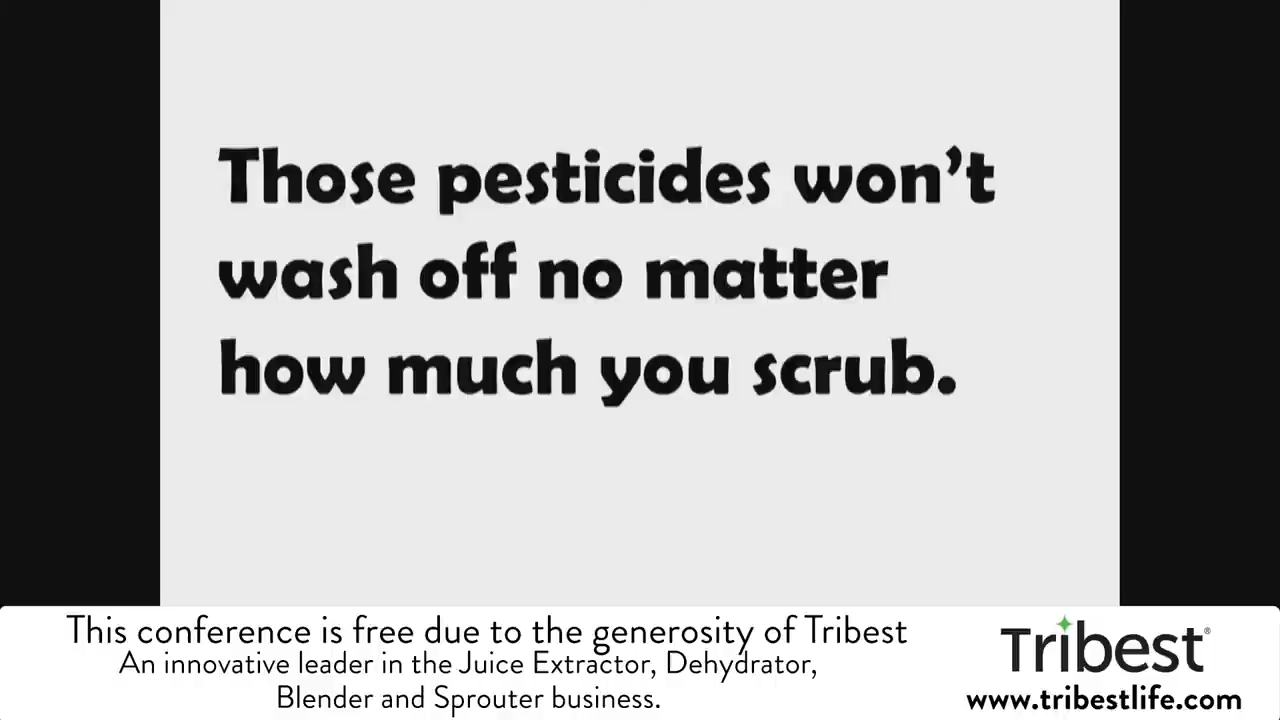 Those pesticides won’t
wash off no matter
how much you scrub.
This conference is free due to the generosity of Tribest
An innovative leader in the Juice Extractor, Dehydrator,
Blender and Sprouter business.
Tribest®
www.tribestlife.com